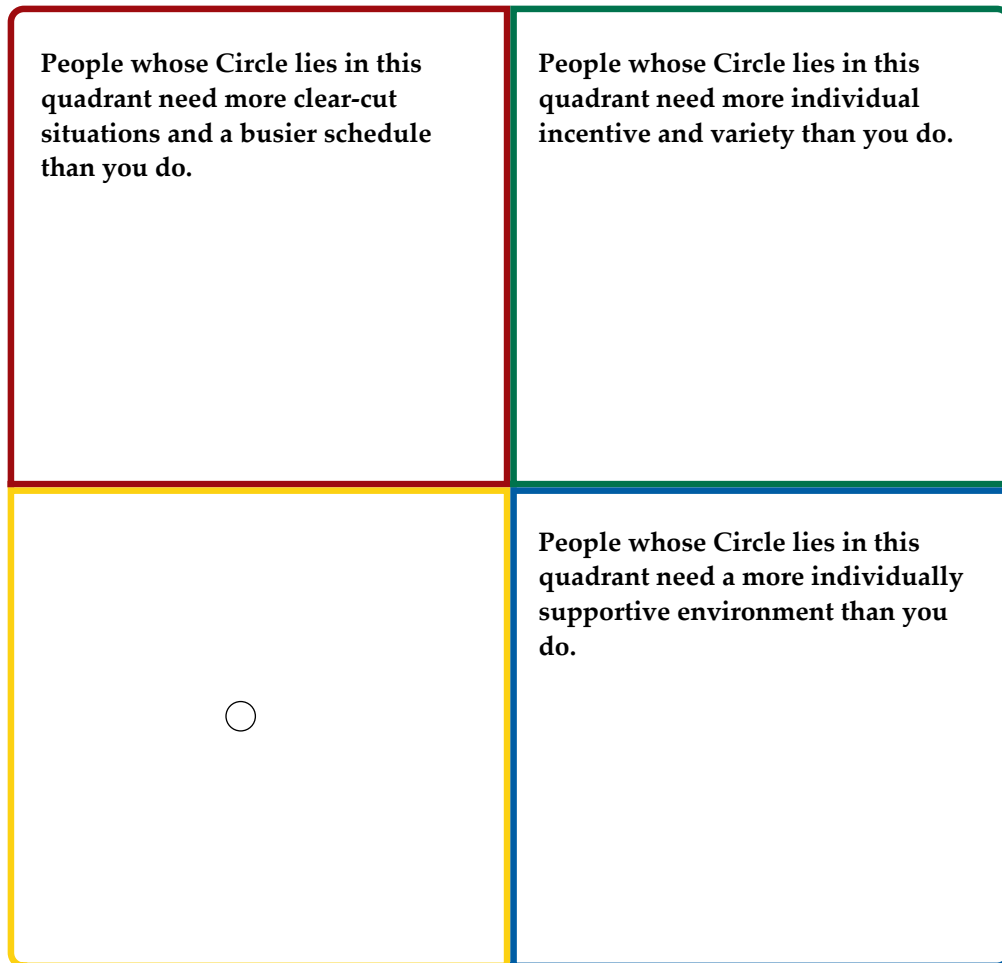 People whose Circle lies in this
quadrant need more clear-cut
situations and a busier schedule
than you do.
People whose Circle lies in this
quadrant need more individual
incentive and variety than you do.
People whose Circle lies in this
quadrant need a more individually
supportive environment than you
do.